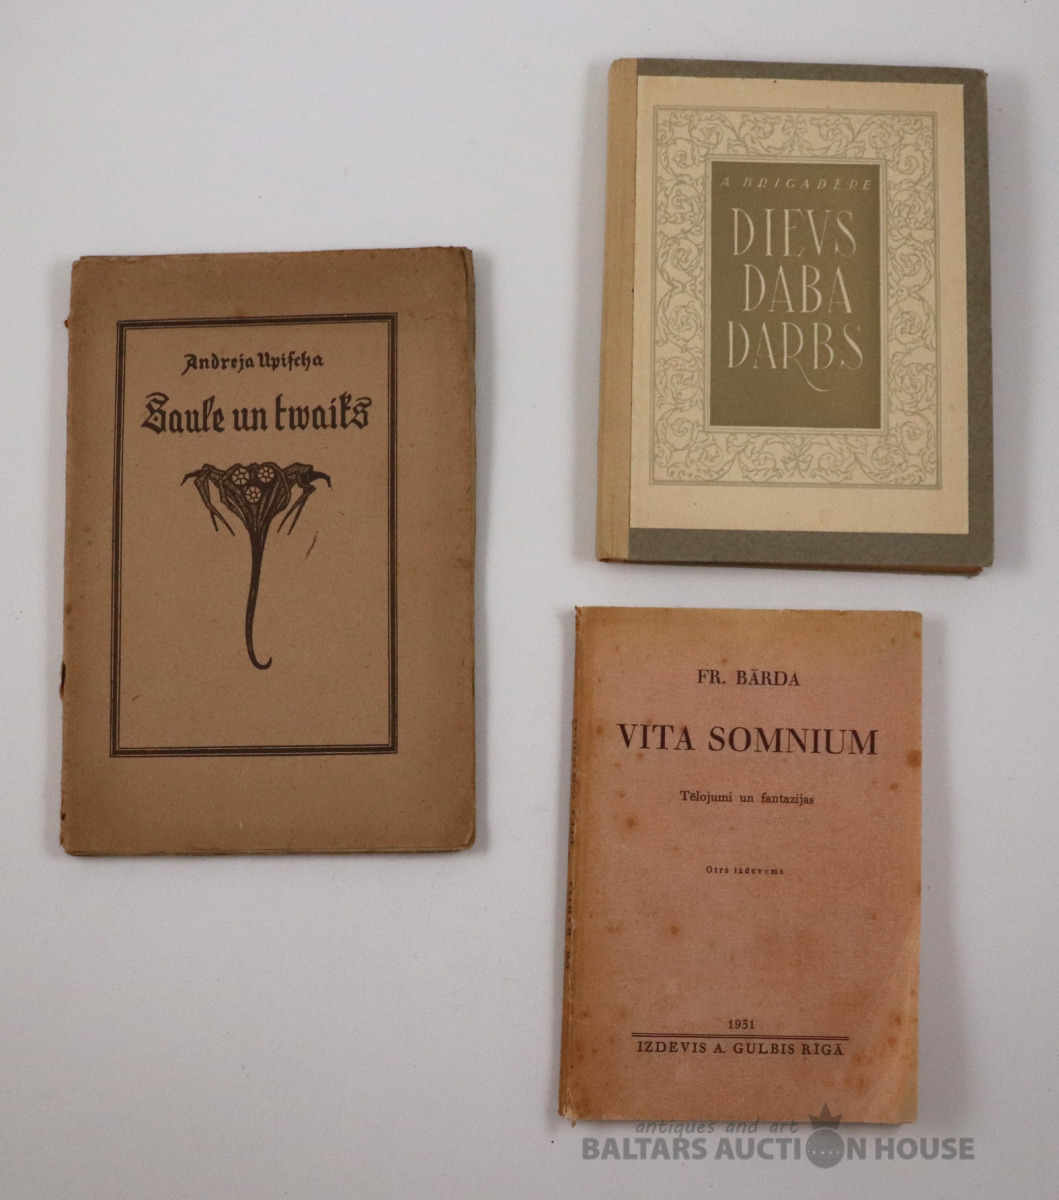 Andreja Upifcha
Saule un twaiks
A BRIGADERE
DIEVS
DABA
DARBS
FR. BĀRDA
VITA SOMNIUM
Tēlojumi un fantazijas
Otrs izdevums
1931
IZDEVIS A. GULBIS RĪGĀ
antiques and art
BALTARS AUCTION HOUSE